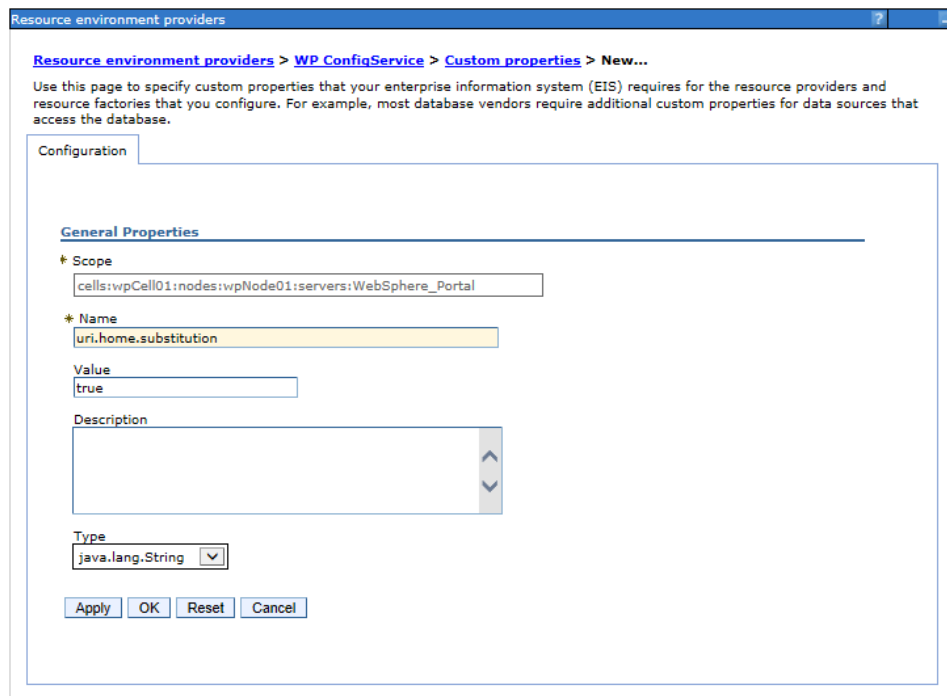 Resource environment providers ?
Resource environment providers > WP ConfigService > Custom properties > New...
Use this page to specify custom properties that your enterprise information system (EIS) requires for the resource providers and
resource factories that you configure. For example, most database vendors require additional custom properties for data sources that
access the database.
Configuration
General Properties
* Scope
cells:wpCell01:nodes:wpNode01:servers:WebSphere_Portal
* Name
uri.home.substitution
Value
true
Description
Type
java.lang.String
Apply OK Reset Cancel